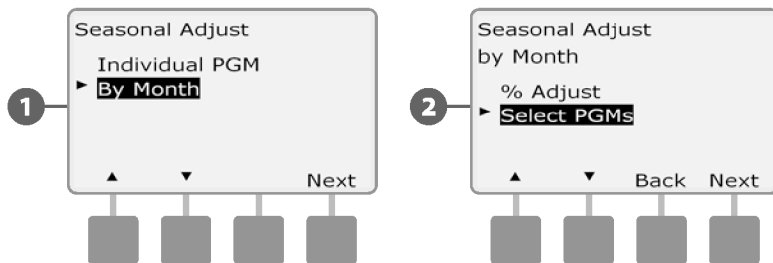 Seasonal Adjust
Individual PGM
► By Month
▲ ▼ Next
1
Seasonal Adjust
by Month
% Adjust
► Select PGMs
▲ ▼ Back Next
2